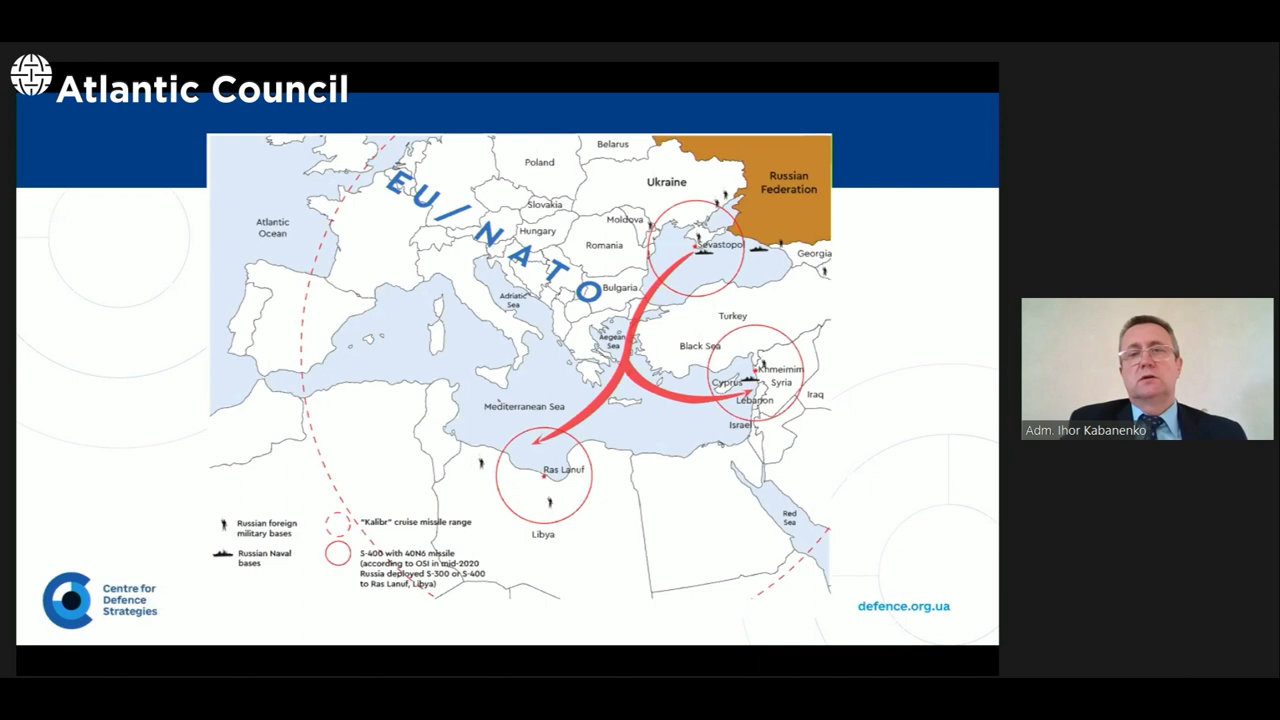 Atlantic Council
Belarus
Poland
Russian
Federation
Ukraine
EU/NATO
Slovakia
Moldova
Atlantic
Ocean
Hungary
Romania
Sevastopol
Georgia
Bulgaria
Adriatic
Sea
Turkey
Aegean
Sea
Black Sea
Khmeimim
Cyprus
Syria
Iraq
Lebanon
Mediterranean Sea
Israel
Adm. Ihor Kabanenko
Ras Lanuf
Red
Sea
Libya
Russian foreign
military bases
"Kalibr" cruise missile range
Russian Naval
bases
S-400 with 40N6 missile
(according to OSI in mid-2020
Russia deployed S-300 or S-400
to Ras Lanuf, Libya)
Centre for
Defence
Strategies
defence.org.ua